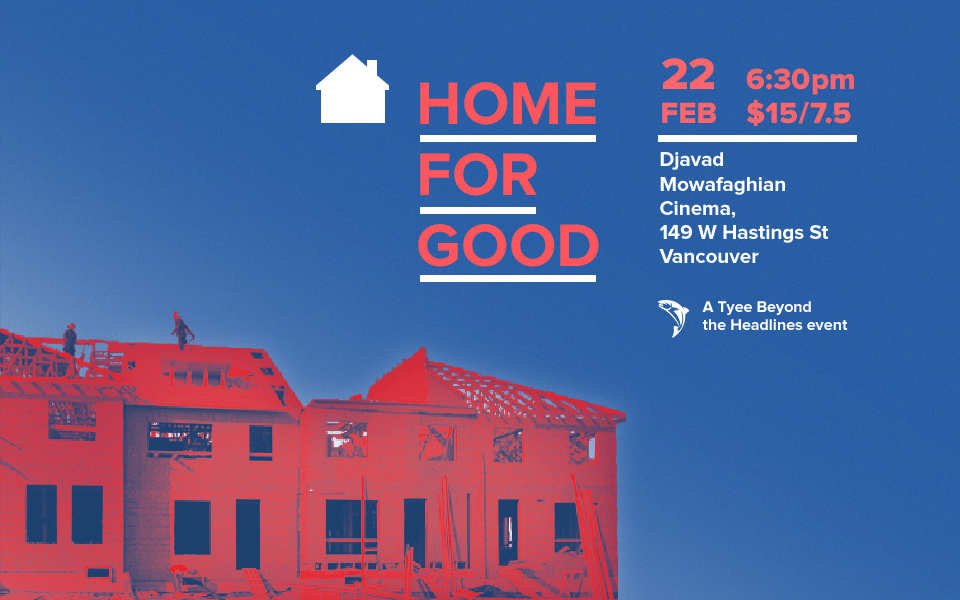 HOME
FOR
GOOD
22
FEB
6:30pm
$15/7.5
Djavad
Mowafaghian
Cinema,
149 W Hastings St
Vancouver
A Tyee Beyond
the Headlines event